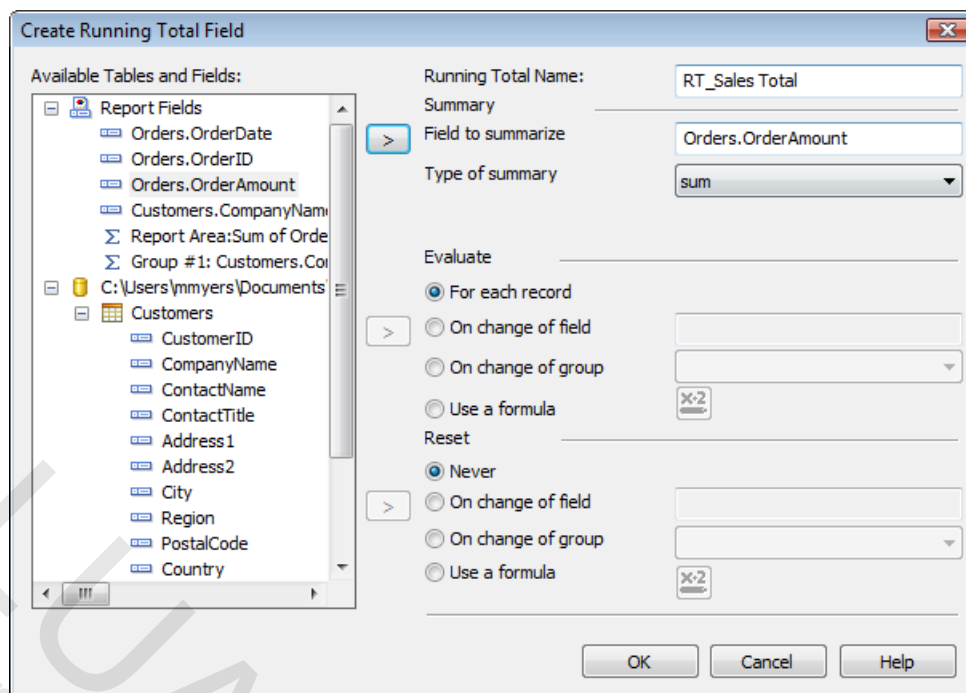 Create Running Total Field
Available Tables and Fields:
Report Fields
Orders.OrderDate
Orders.OrderID
Orders.OrderAmount
Customers.CompanyNam
Σ Report Area:Sum of Orde
Σ Group #1: Customers.Co
C:\Users\mmyers\Documents\
Customers
CustomerID
CompanyName
ContactName
ContactTitle
Address1
Address2
City
Region
PostalCode
Country
>
>
>
Running Total Name:
RT_Sales Total
Summary
Field to summarize
Orders.OrderAmount
Type of summary
sum
Evaluate
For each record
On change of field
On change of group
Use a formula
X+2
Reset
Never
On change of field
On change of group
Use a formula
X+2
OK
Cancel
Help